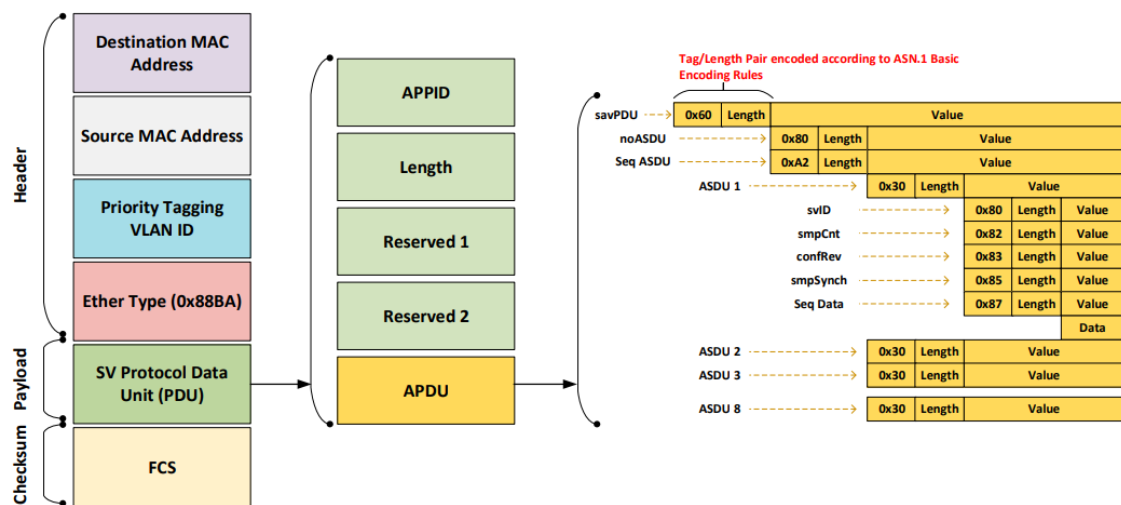 Header
Destination MAC
Address
Source MAC Address
Priority Tagging
VLAN ID
Ether Type (0x88BA)
Payload
SV Protocol Data
Unit (PDU)
Checksum
FCS
APPID
Length
Reserved 1
Reserved 2
APDU
Tag/Length Pair encoded according to ASN.1 Basic
Encoding Rules
savPDU 0x60 Length Value
noASDU 0x80 Length Value
Seq ASDU 0xA2 Length Value
ASDU 1 0x30 Length Value
svID 0x80 Length Value
smpCnt 0x82 Length Value
confRev 0x83 Length Value
smpSynch 0x85 Length Value
Seq Data 0x87 Length Value
Data
ASDU 2 0x30 Length Value
ASDU 3 0x30 Length Value
ASDU 8 0x30 Length Value